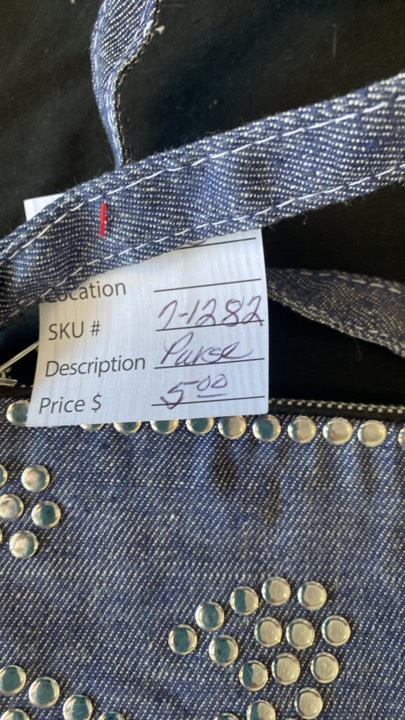 Location
SKU # 7-1282
Description Purse
Price $ 5.00